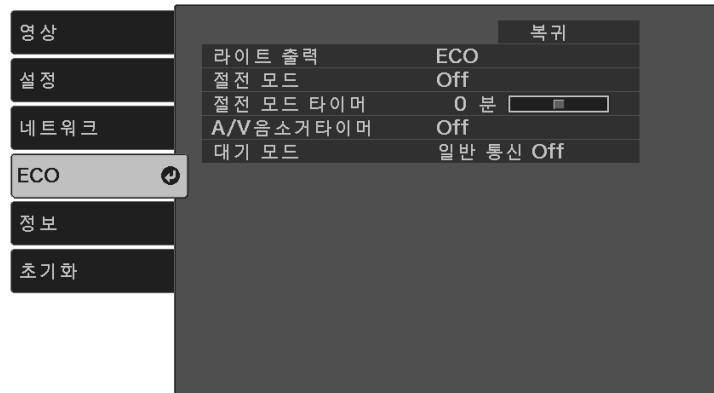 영상
설정
네트워크
ECO
정보
초기화
복귀
라이트 출력 ECO
절전 모드 Off
절전 모드 타이머 0 분
A/V음소거타이머 Off
대기 모드 일반 통신 Off